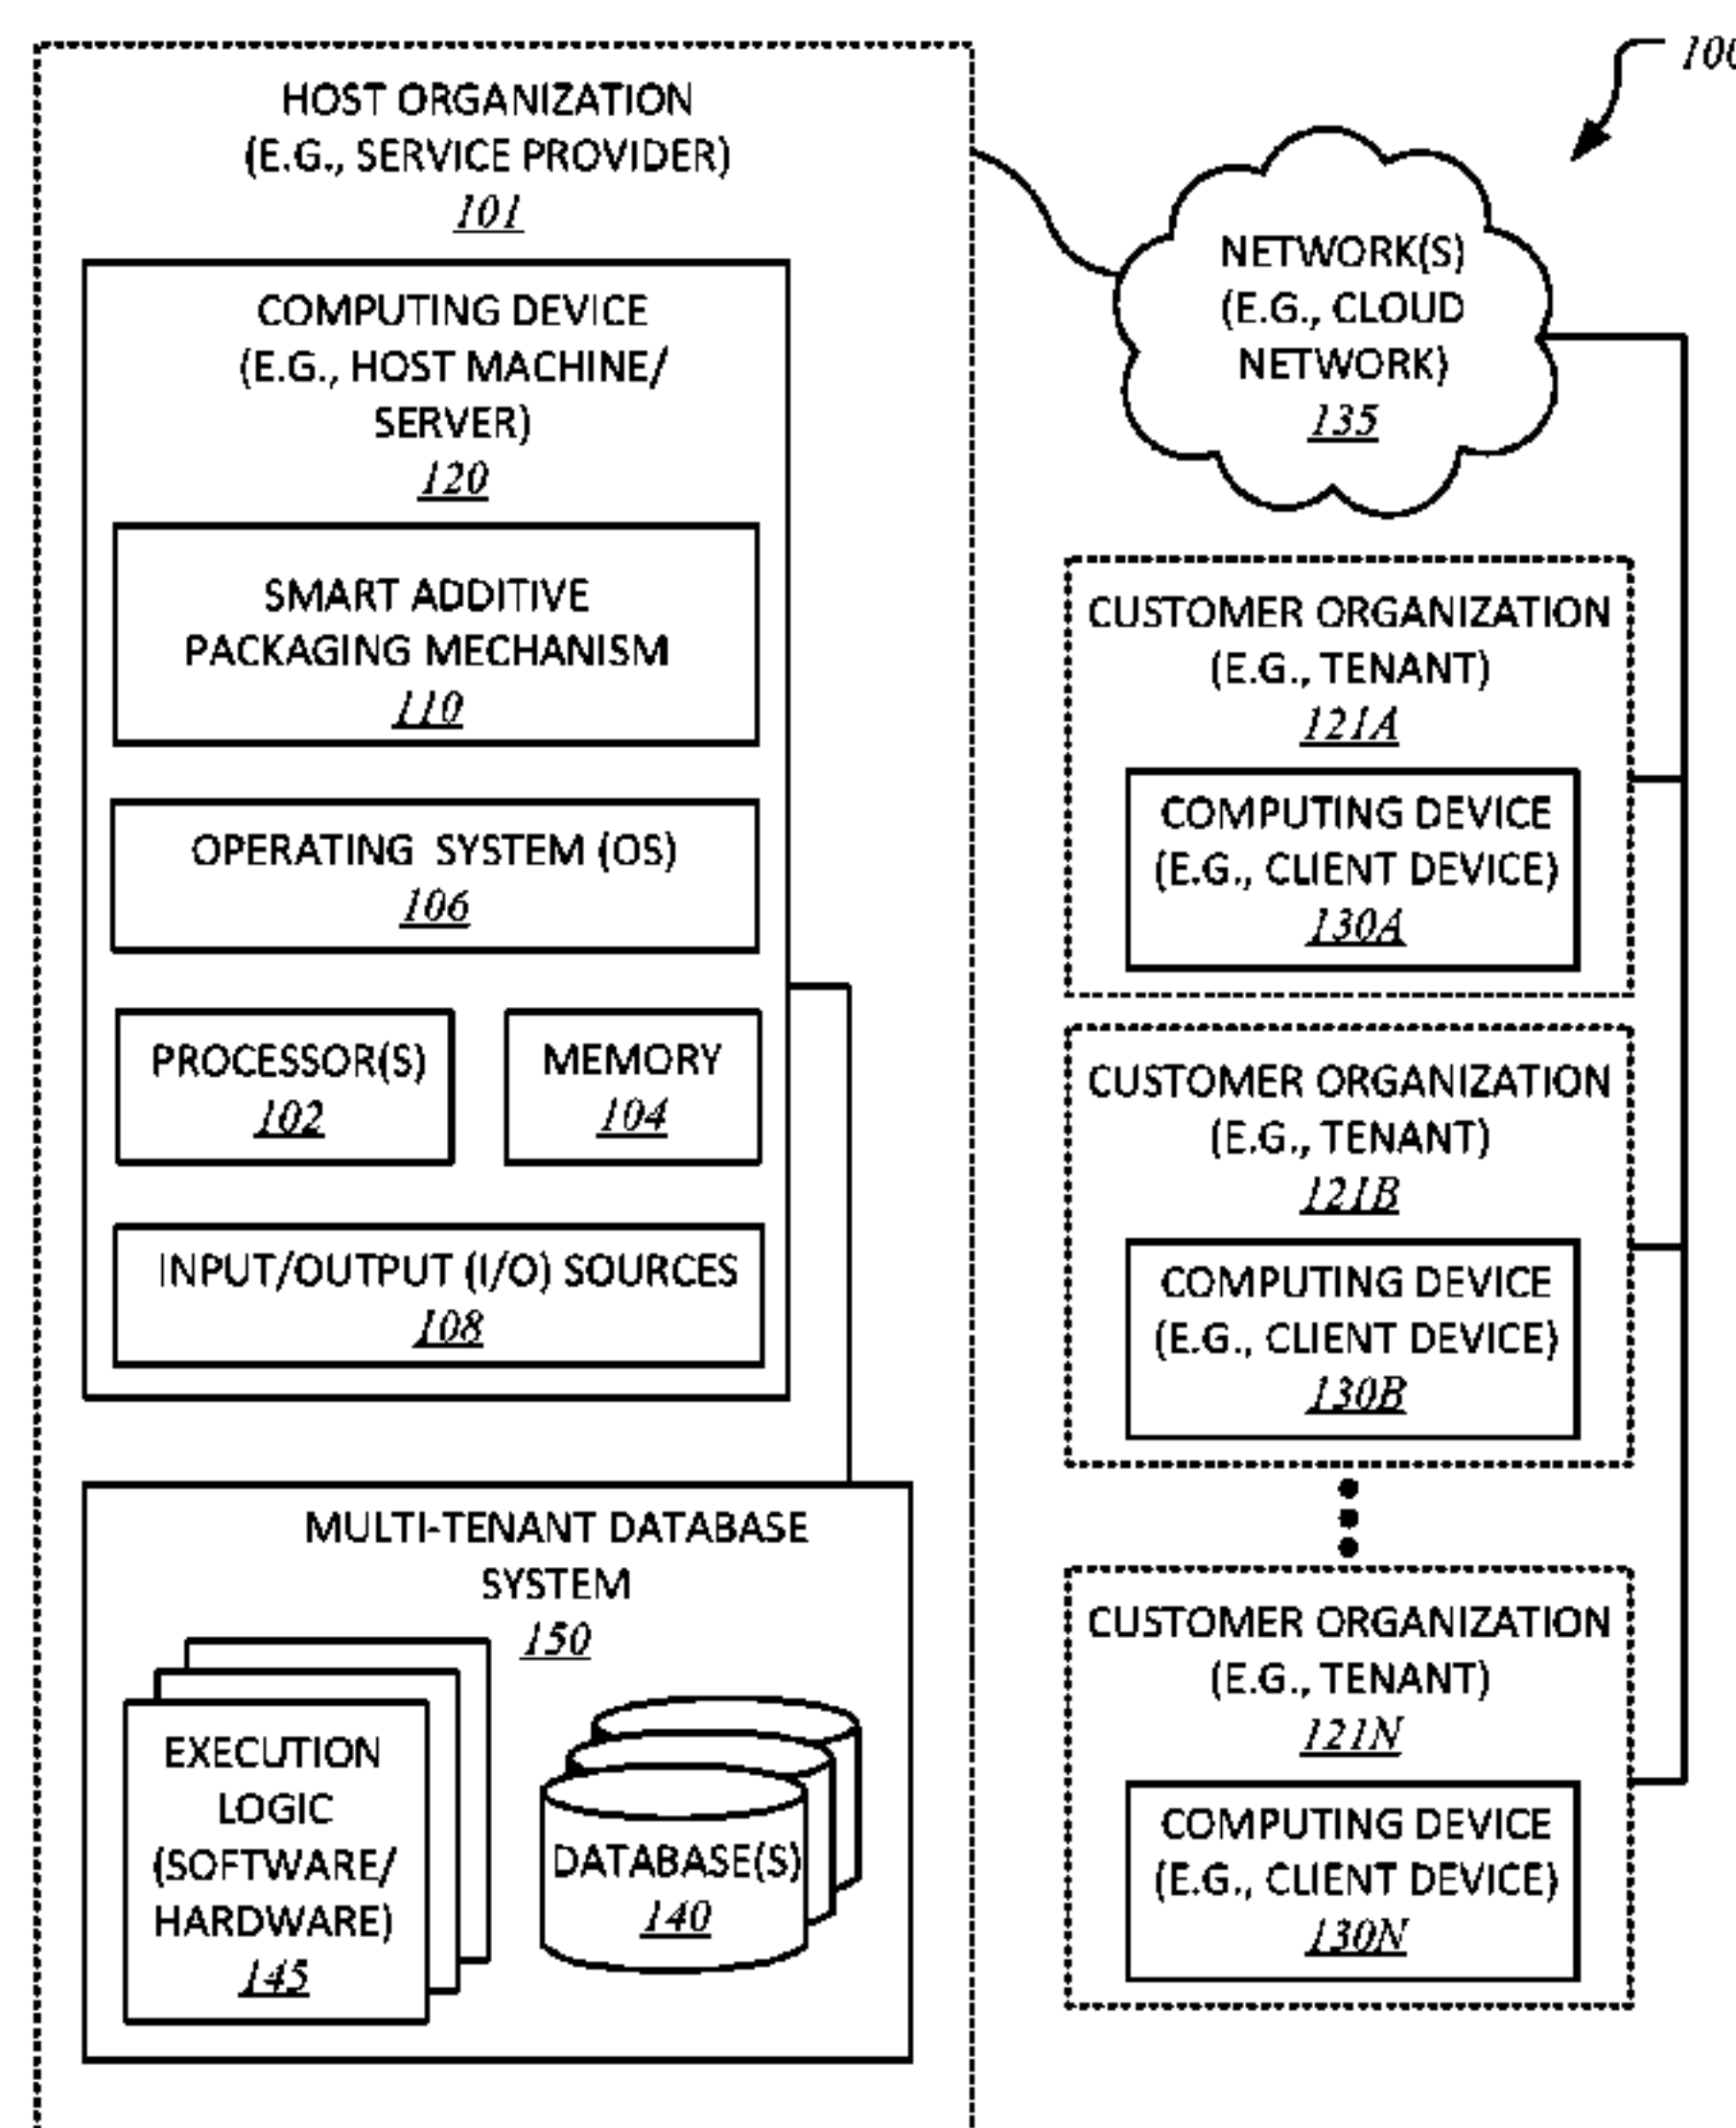 100
HOST ORGANIZATION
(E.G., SERVICE PROVIDER)
101
COMPUTING DEVICE
(E.G., HOST MACHINE/
SERVER)
120
SMART ADDITIVE
PACKAGING MECHANISM
110
OPERATING SYSTEM (OS)
106
PROCESSOR(S)
102
MEMORY
104
INPUT/OUTPUT (I/O) SOURCES
108
MULTI-TENANT DATABASE
SYSTEM
150
EXECUTION
LOGIC
(SOFTWARE/
HARDWARE)
145
DATABASE(S)
140
NETWORK(S)
(E.G., CLOUD
NETWORK)
135
CUSTOMER ORGANIZATION
(E.G., TENANT)
121A
COMPUTING DEVICE
(E.G., CLIENT DEVICE)
130A
CUSTOMER ORGANIZATION
(E.G., TENANT)
121B
COMPUTING DEVICE
(E.G., CLIENT DEVICE)
130B
CUSTOMER ORGANIZATION
(E.G., TENANT)
121N
COMPUTING DEVICE
(E.G., CLIENT DEVICE)
130N